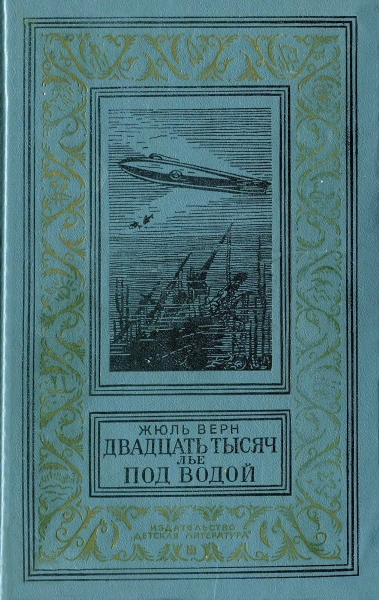 ЖЮЛЬ ВЕРН
ДВАДЦАТЬ ТЫСЯЧ
ЛЬЕ
ПОД ВОДОЙ
ИЗДАТЕЛЬСТВО
"ДЕТСКАЯ ЛИТЕРАТУРА"